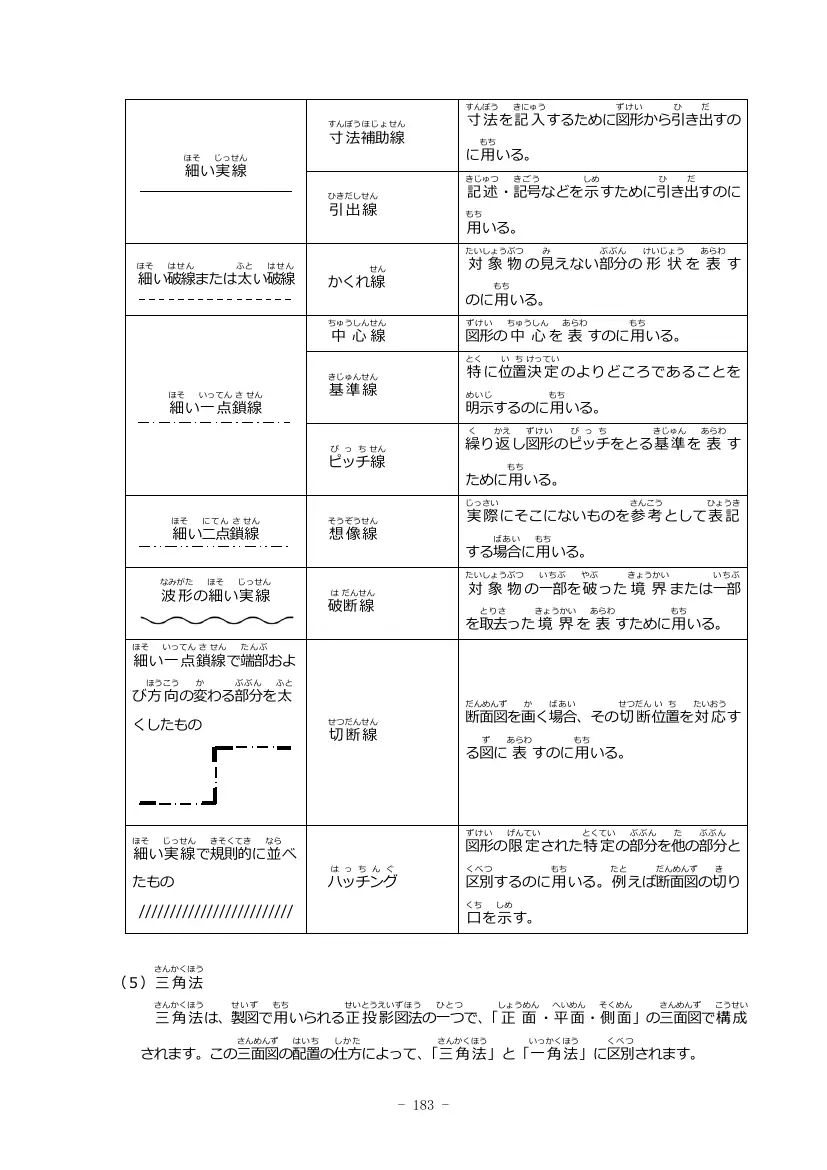 細い実線
寸法補助線
寸法を記入するために図形から引き出すの
に用いる。
引出線
記述・記号などを示すために引き出すのに
用いる。
細い破線または太い破線
かくれ線
対象物の見えない部分の形状を表す
のに用いる。
細い一点鎖線
中心線
図形の中心を表すのに用いる。
基準線
特に位置決定のよりどころであることを
明示するのに用いる。
ピッチ線
繰り返し図形のピッチをとる基準を表す
ために用いる。
細い二点鎖線
想像線
実際にそこにないものを参考として表記
する場合に用いる。
波形の細い実線
破断線
対象物の一部を破った境界または一部
を取去った境界を表すために用いる。
細い一点鎖線で端部およ
び方向の変わる部分を太
くしたもの
切断線
断面図を画く場合、その切断位置を対応す
る図に表すのに用いる。
細い実線で規則的に並べ
たもの
ハッチング
図形の限定された特定の部分を他の部分と
区別するのに用いる。例えば断面図の切り
口を示す。
（5）三角法
三角法は、製図で用いられる正投影図法の一つで、「正面・平面・側面」の三面図で構成
されます。この三面図の配置の仕方によって、「三角法」と「一角法」に区別されます。
- 183 -